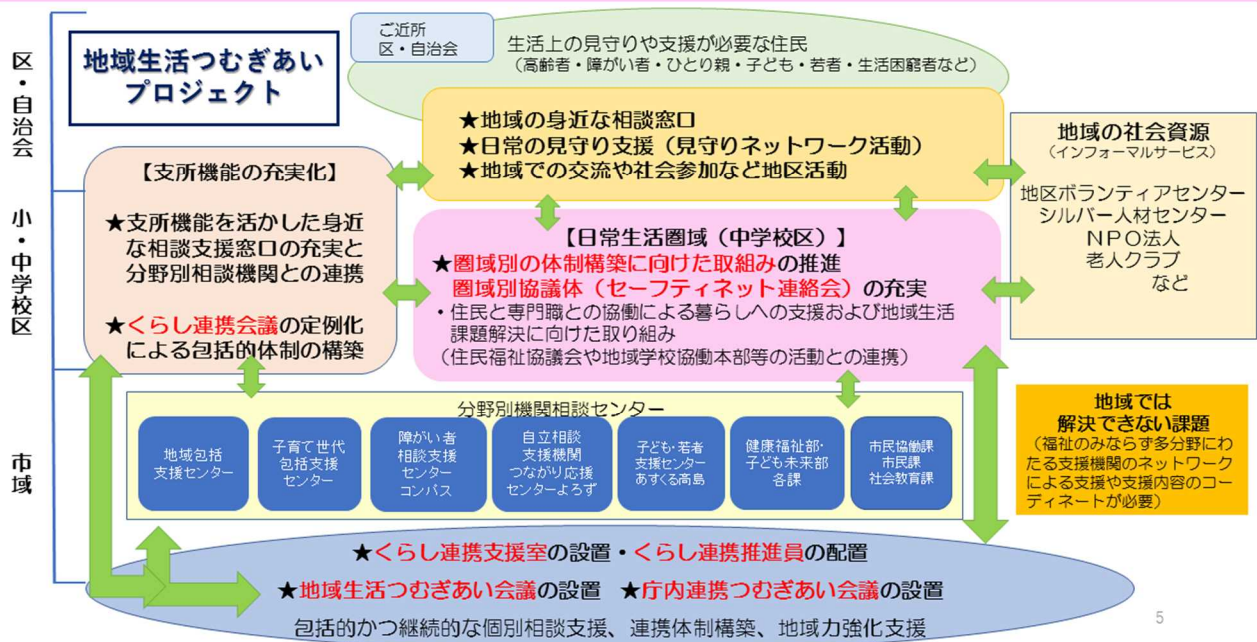 地域生活つむぎあい
プロジェクト
ご近所
区・自治会
生活上の見守りや支援が必要な住民
（高齢者・障がい者・ひとり親・子ども・若者・生活困窮者など）
区・自治会
小・中学校区
市域
★地域の身近な相談窓口
★日常の見守り支援（見守りネットワーク活動）
★地域での交流や社会参加など地区活動
【支所機能の充実化】
★支所機能を活かした身近
な相談支援窓口の充実と
分野別相談機関との連携
★くらし連携会議の定例化
による包括的体制の構築
【日常生活圏域（中学校区）】
★圏域別の体制構築に向けた取組みの推進
圏域別協議体（セーフティネット連絡会）の充実
・住民と専門職との協働による暮らしへの支援および地域生活
課題解決に向けた取り組み
（住民福祉協議会や地域学校協働本部等の活動との連携）
地域の社会資源
（インフォーマルサービス）
地区ボランティアセンター
シルバー人材センター
ＮＰＯ法人
老人クラブ
など
分野別機関相談センター
地域包括
支援センター
子育て世代
包括支援
センター
障がい者
相談支援
センター
コンパス
自立相談
支援機関
つながり応援
センターよろず
子ども・若者
支援センター
あすくる高島
健康福祉部・
子ども未来部
各課
市民協働課
市民課
社会教育課
地域では
解決できない課題
（福祉のみならず多分野にわ
たる支援機関のネットワーク
による支援や支援内容のコー
ディネートが必要）
★くらし連携支援室の設置・くらし連携推進員の配置
★地域生活つむぎあい会議の設置　★庁内連携つむぎあい会議の設置
包括的かつ継続的な個別相談支援、連携体制構築、地域力強化支援
5